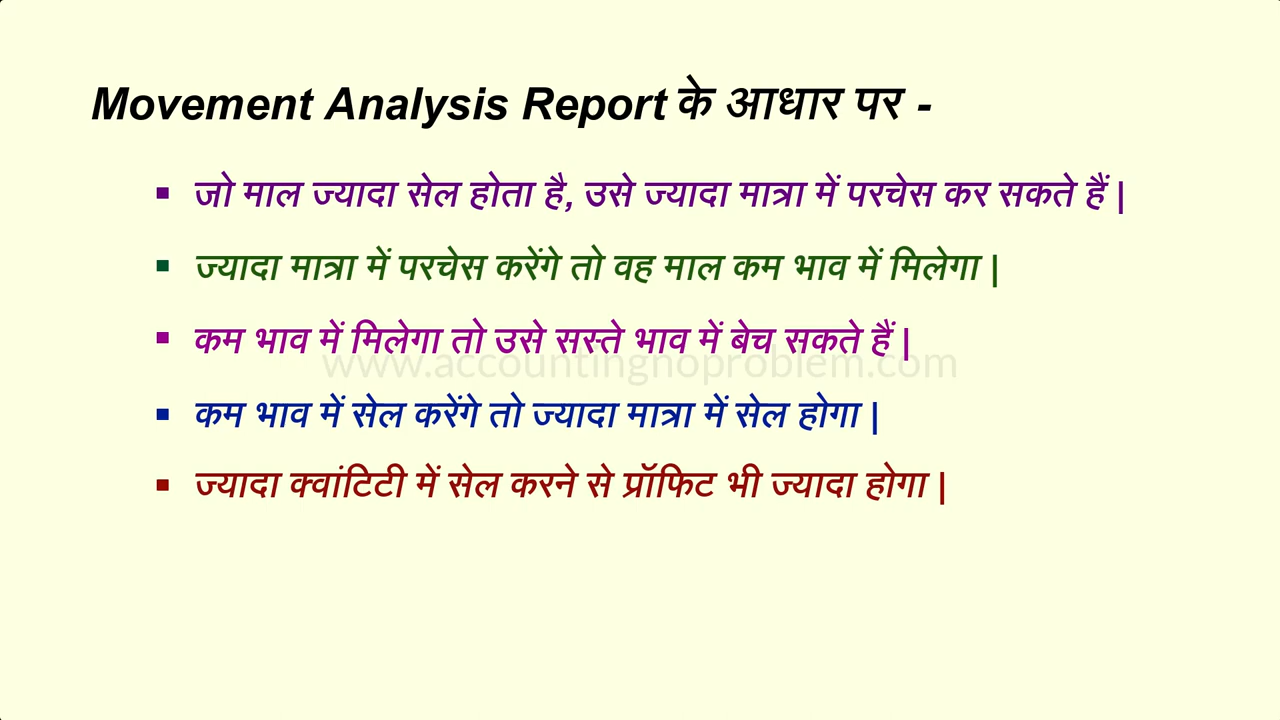 Movement Analysis Report के आधार पर -
▪ जो माल ज्यादा सेल होता है, उसे ज्यादा मात्रा में परचेस कर सकते हैं |
▪ ज्यादा मात्रा में परचेस करेंगे तो वह माल कम भाव में मिलेगा |
▪ कम भाव में मिलेगा तो उसे सस्ते भाव में बेच सकते हैं |
www.accountingnoproblem.com
▪ कम भाव में सेल करेंगे तो ज्यादा मात्रा में सेल होगा |
▪ ज्यादा क्वांटिटी में सेल करने से प्रॉफिट भी ज्यादा होगा |